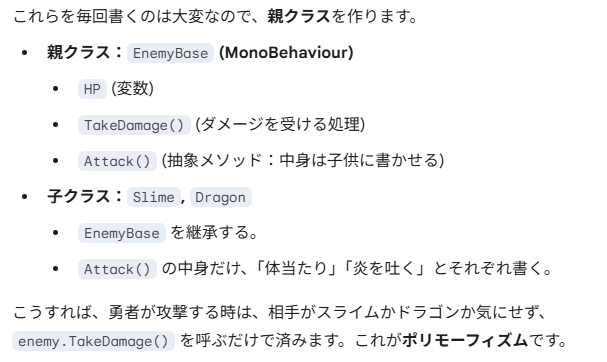 これらを毎回書くのは大変なので、親クラスを作ります。
• 親クラス： EnemyBase (MonoBehaviour)
• HP (変数)
• TakeDamage() (ダメージを受ける処理)
• Attack() (抽象メソッド：中身は子供に書かせる)
• 子クラス： Slime , Dragon
• EnemyBase を継承する。
• Attack() の中身だけ、「体当たり」「炎を吐く」とそれぞれ書く。
こうすれば、勇者が攻撃する時は、相手がスライムかドラゴンか気にせず、
enemy.TakeDamage() を呼ぶだけで済みます。これがポリモーフィズムです。